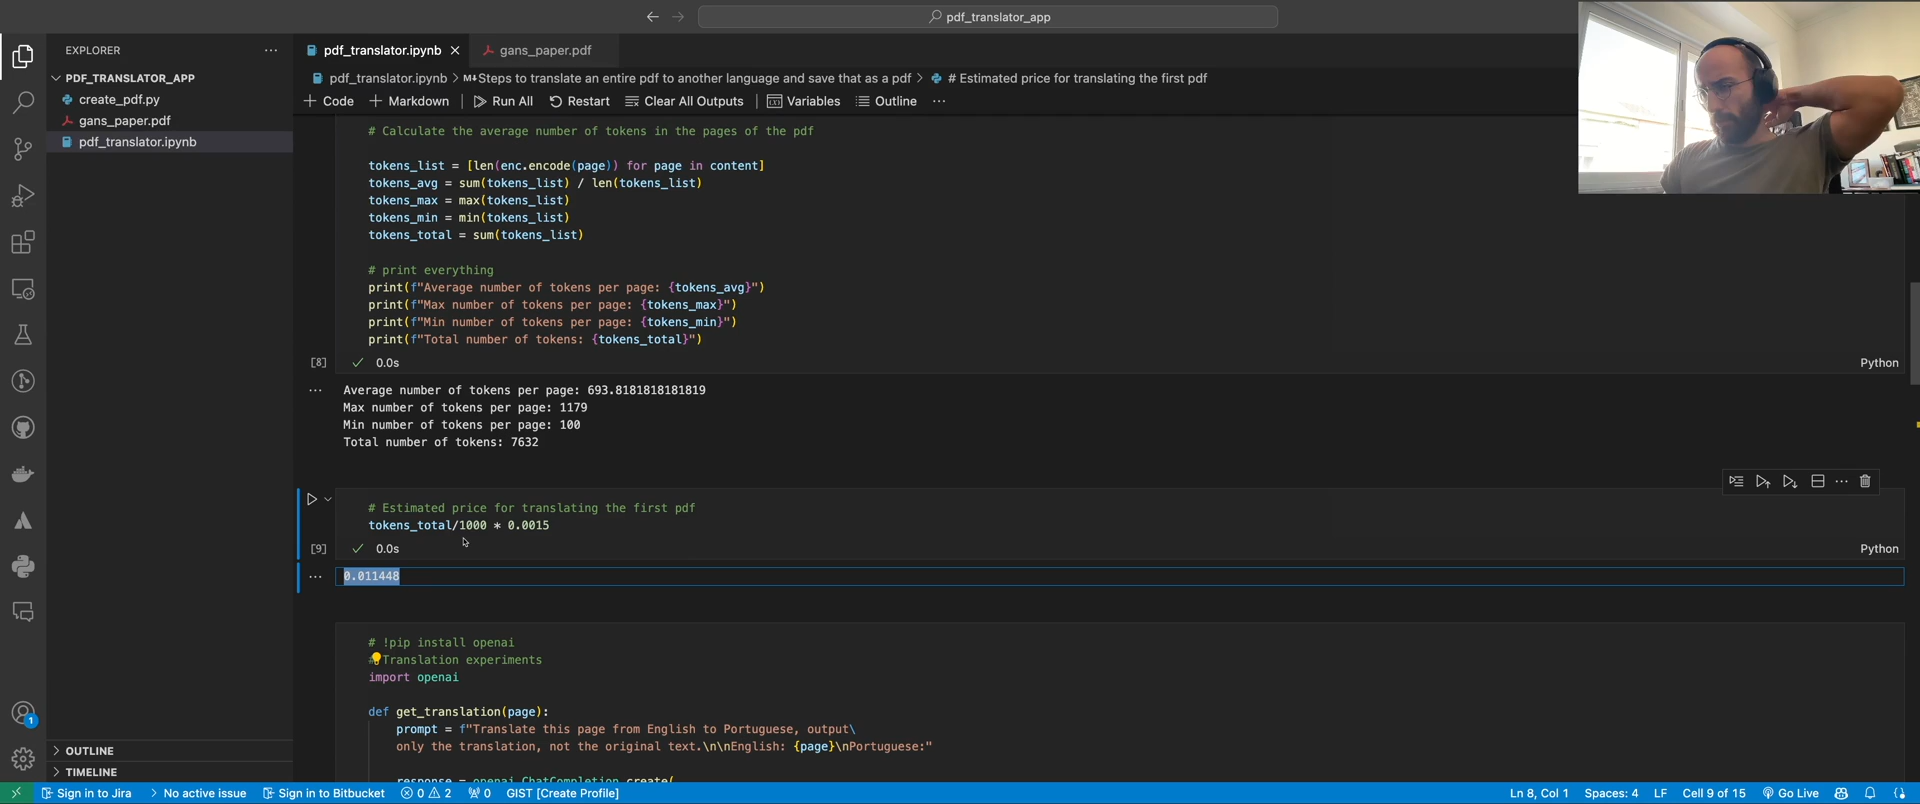 pdf_translator_app
EXPLORER
pdf_translator.ipynb
gans_paper.pdf
PDF_TRANSLATOR_APP
create_pdf.py
gans_paper.pdf
pdf_translator.ipynb
pdf_translator.ipynb > M↓Steps to translate an entire pdf to another language and save that as a pdf > # Estimated price for translating the first pdf
+ Code + Markdown | Run All Restart Clear All Outputs | Variables Outline ...
# Calculate the average number of tokens in the pages of the pdf
tokens_list = [len(enc.encode(page)) for page in content]
tokens_avg = sum(tokens_list) / len(tokens_list)
tokens_max = max(tokens_list)
tokens_min = min(tokens_list)
tokens_total = sum(tokens_list)
# print everything
print(f"Average number of tokens per page: {tokens_avg}")
print(f"Max number of tokens per page: {tokens_max}")
print(f"Min number of tokens per page: {tokens_min}")
print(f"Total number of tokens: {tokens_total}")
[8] ✓ 0.0s Python
Average number of tokens per page: 693.8181818181819
Max number of tokens per page: 1179
Min number of tokens per page: 100
Total number of tokens: 7632
# Estimated price for translating the first pdf
tokens_total/1000 * 0.0015
[9] ✓ 0.0s Python
0.011448
# !pip install openai
# Translation experiments
import openai
def get_translation(page):
prompt = f"Translate this page from English to Portuguese, output\
only the translation, not the original text.\n\nEnglish: {page}\nPortuguese:"
response = openai.ChatCompletion.create(
1
OUTLINE
TIMELINE
Sign in to Jira No active issue Sign in to Bitbucket 0 2 0 GIST [Create Profile] Ln 8, Col 1 Spaces: 4 LF Cell 9 of 15 Go Live